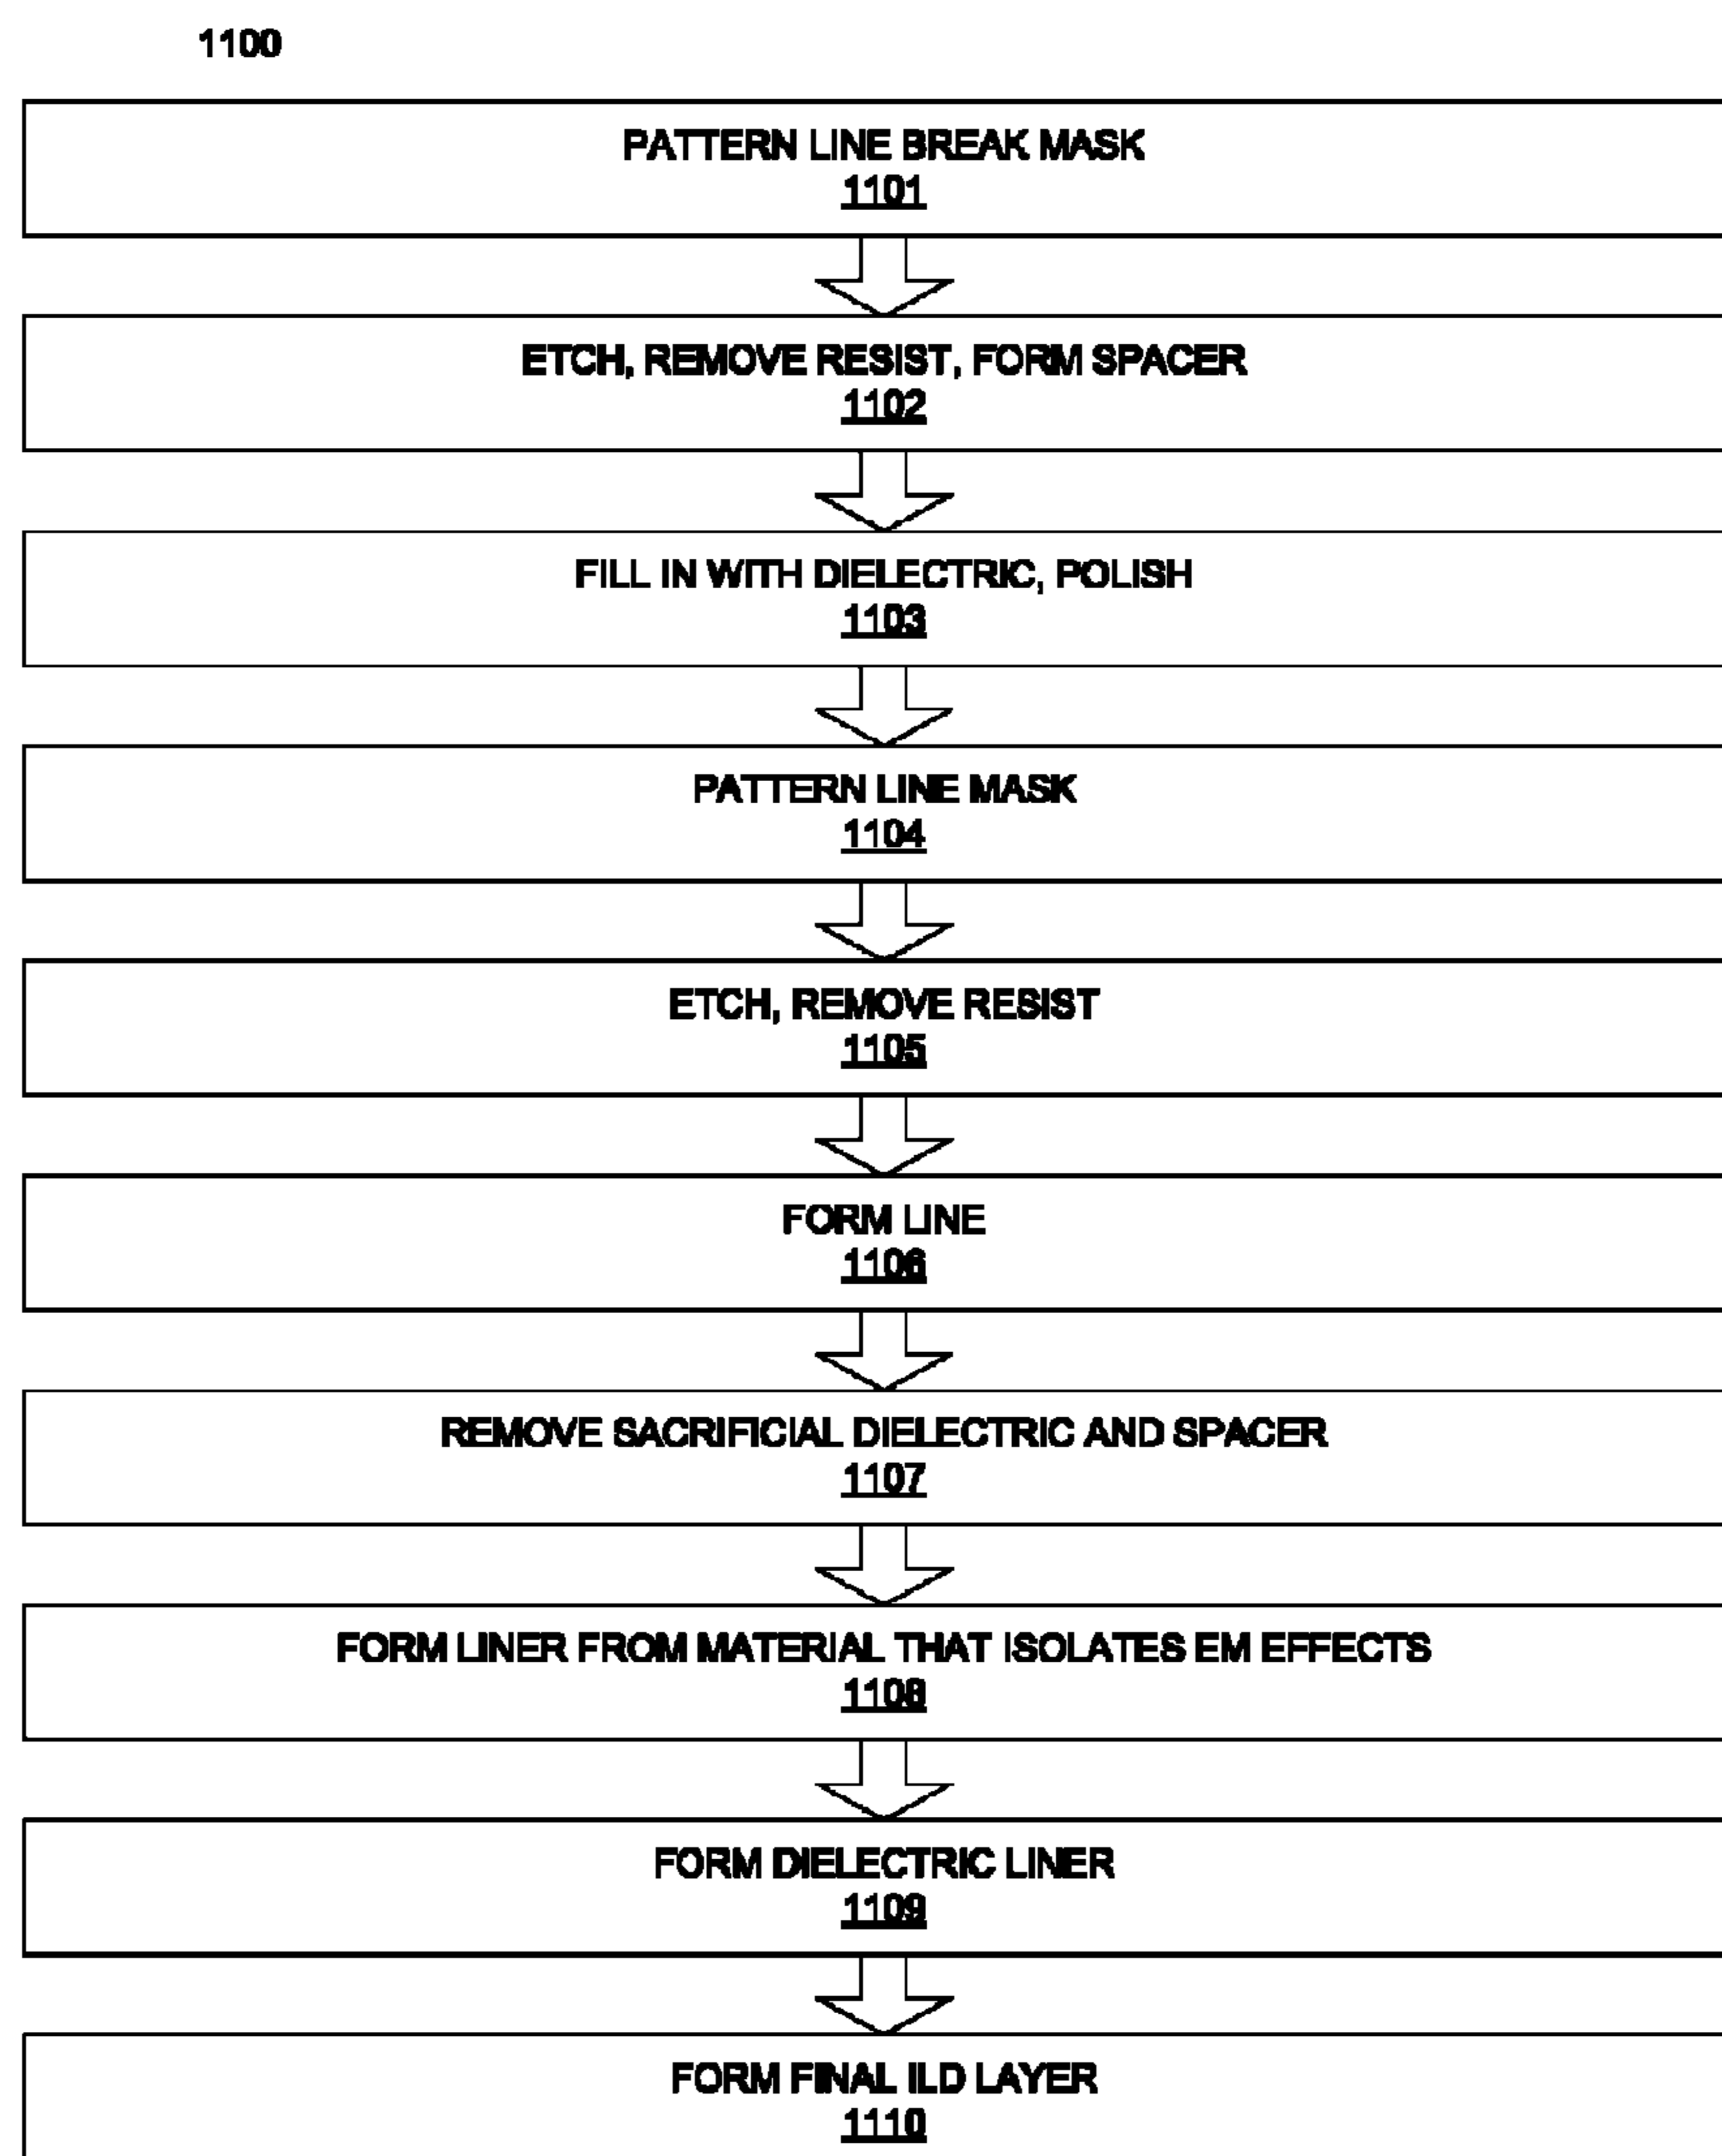 1100
PATTERN LINE BREAK MASK
1101
ETCH, REMOVE RESIST, FORM SPACER
1102
FILL IN WITH DIELECTRIC, POLISH
1103
PATTERN LINE MASK
1104
ETCH, REMOVE RESIST
1105
FORM LINE
1106
REMOVE SACRIFICIAL DIELECTRIC AND SPACER
1107
FORM LINER FROM MATERIAL THAT ISOLATES EM EFFECTS
1108
FORM DIELECTRIC LINER
1109
FORM FINAL ILD LAYER
1110